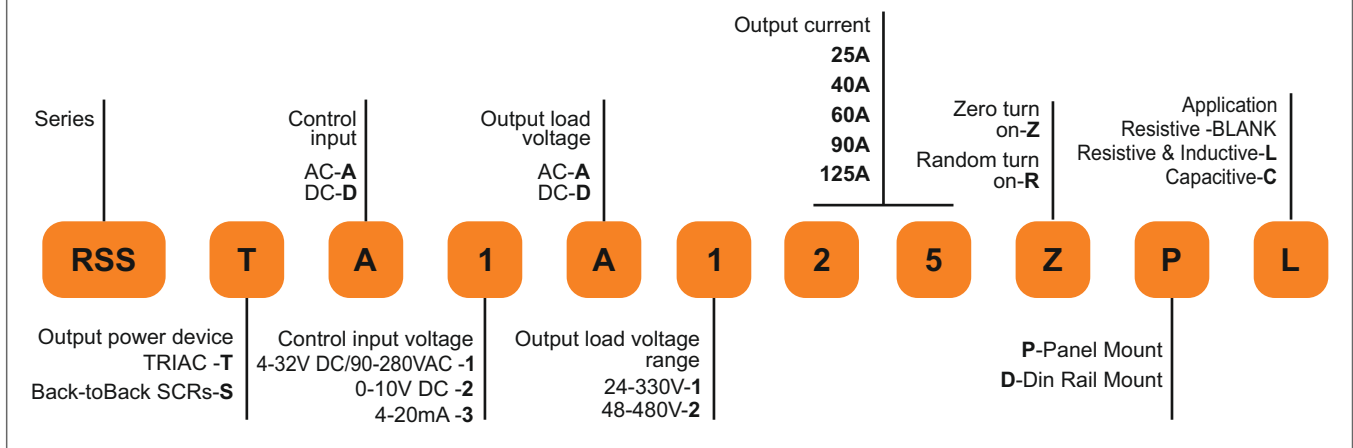 Output current
25A
40A
60A
90A
125A
Series
Control
input
AC-A
DC-D
Output load
voltage
AC-A
DC-D
Zero turn
on-Z
Random turn
on-R
Application
Resistive -BLANK
Resistive & Inductive-L
Capacitive-C
RSS T A 1 A 1 2 5 Z P L
Output power device
TRIAC -T
Back-toBack SCRs-S
Control input voltage
4-32V DC/90-280VAC -1
0-10V DC -2
4-20mA -3
Output load voltage
range
24-330V-1
48-480V-2
P-Panel Mount
D-Din Rail Mount